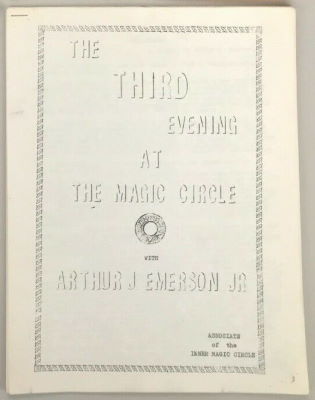 THE
THIRD
EVENING
AT
THE MAGIC CIRCLE
WITH
ARTHUR J EMERSON JR
ASSOCIATE
of the
INNER MAGIC CIRCLE